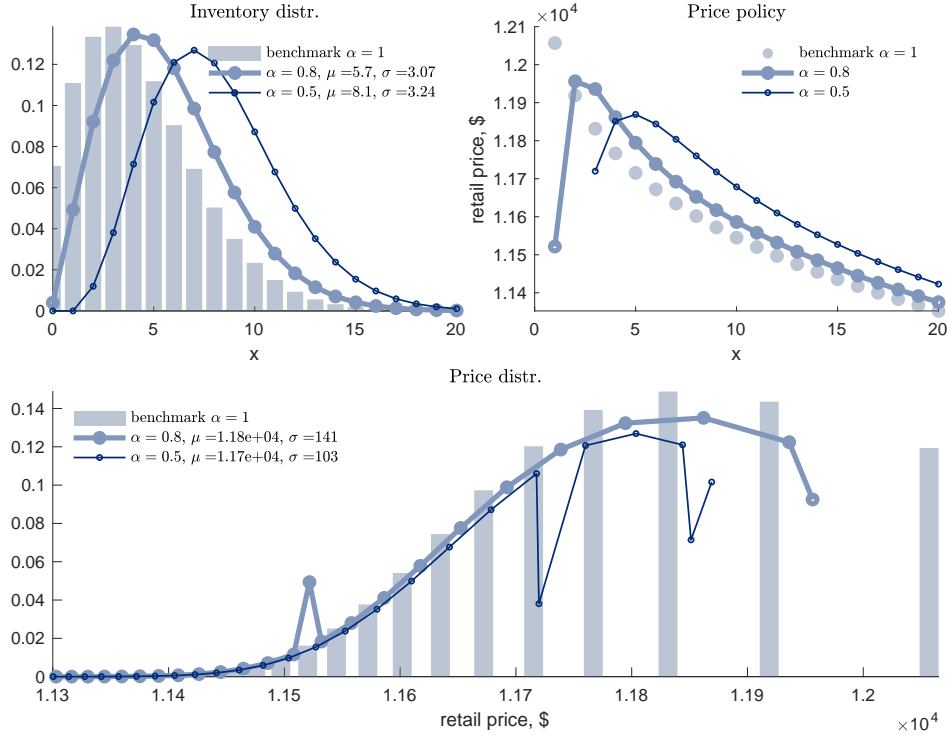 Inventory distr.
benchmark α = 1
α = 0.8, μ =5.7, σ =3.07
α = 0.5, μ =8.1, σ =3.24
0.12
0.1
0.08
0.06
0.04
0.02
0
0 5 10 15 20
x
Price policy
×10⁴
benchmark α = 1
α = 0.8
α = 0.5
retail price, $
1.21
1.2
1.19
1.18
1.17
1.16
1.15
1.14
0 5 10 15 20
x
Price distr.
benchmark α = 1
α = 0.8, μ =1.18e+04, σ =141
α = 0.5, μ =1.17e+04, σ =103
0.14
0.12
0.1
0.08
0.06
0.04
0.02
0
1.13 1.14 1.15 1.16 1.17 1.18 1.19 1.2
retail price, $
×10⁴